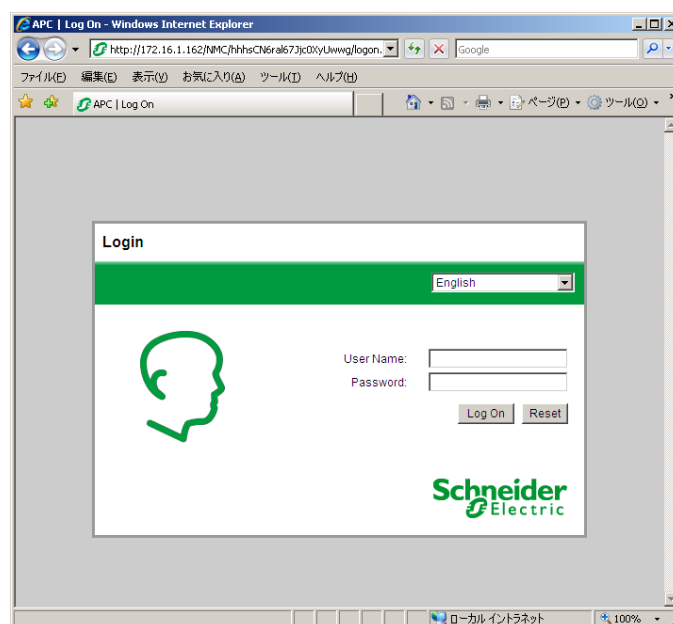 APC | Log On - Windows Internet Explorer
http://172.16.1.162/NMC/hhhsCN6ral67Jjc0XyUwwg/logon.
Google
ファイル(F) 編集(E) 表示(V) お気に入り(A) ツール(T) ヘルプ(H)
APC | Log On
ページ(P) ツール(O)
Login
English
User Name:
Password:
Log On Reset
Schneider
Electric
ローカル イントラネット 100%